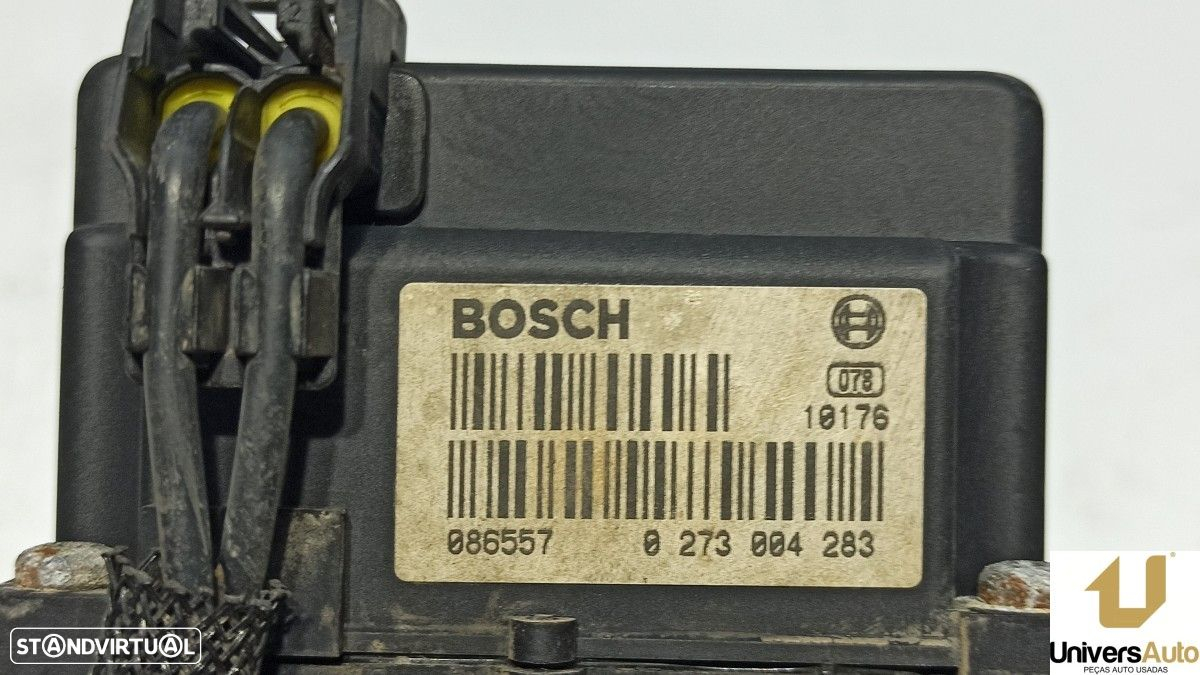 BOSCH
078
10176
086557 0 273 004 283
STANDVIRTUAL
UniversAuto
PEÇAS AUTO USADAS